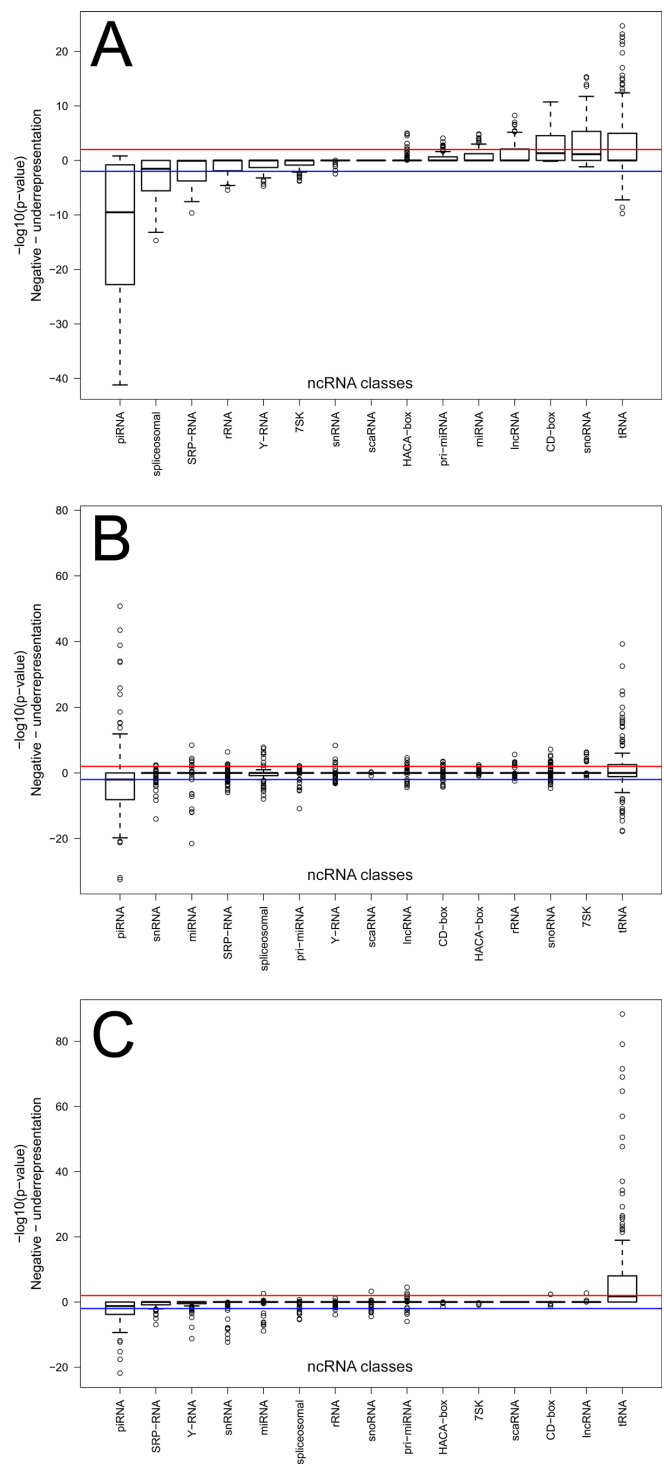 A
−log10(p−value)
Negative − underrepresentation
20
10
0
−10
−20
−30
−40
ncRNA classes
piRNA
spliceosomal
SRP−RNA
rRNA
Y−RNA
7SK
snRNA
scaRNA
HACA−box
pri−miRNA
miRNA
lncRNA
CD−box
snoRNA
tRNA
B
−log10(p−value)
Negative − underrepresentation
80
60
40
20
0
−20
ncRNA classes
piRNA
snRNA
miRNA
SRP−RNA
spliceosomal
pri−miRNA
Y−RNA
scaRNA
lncRNA
CD−box
HACA−box
rRNA
snoRNA
7SK
tRNA
C
−log10(p−value)
Negative − underrepresentation
80
60
40
20
0
−20
ncRNA classes
piRNA
SRP−RNA
Y−RNA
snRNA
miRNA
spliceosomal
rRNA
snoRNA
pri−miRNA
HACA−box
7SK
scaRNA
CD−box
lncRNA
tRNA